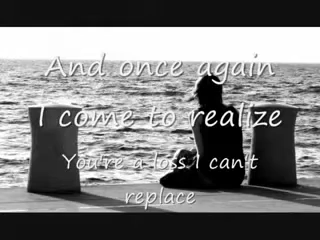 And once again
I come to realize
You're a loss I can't
replace